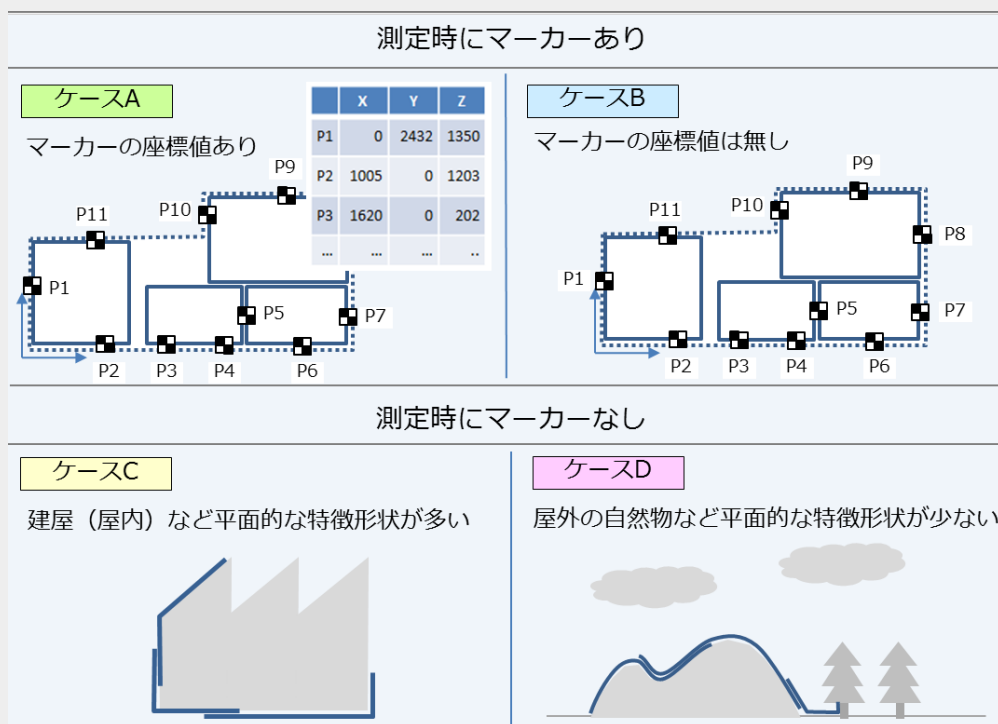 測定時にマーカーあり
ケースA
マーカーの座標値あり
X Y Z
P1 0 2432 1350
P2 1005 0 1203
P3 1620 0 202
... ... ... ..
P9
P10
P11
P1
P5
P7
P2
P3
P4
P6
ケースB
マーカーの座標値は無し
P9
P10
P11
P8
P1
P5
P7
P2
P3
P4
P6
測定時にマーカーなし
ケースC
建屋（屋内）など平面的な特徴形状が多い
ケースD
屋外の自然物など平面的な特徴形状が少ない